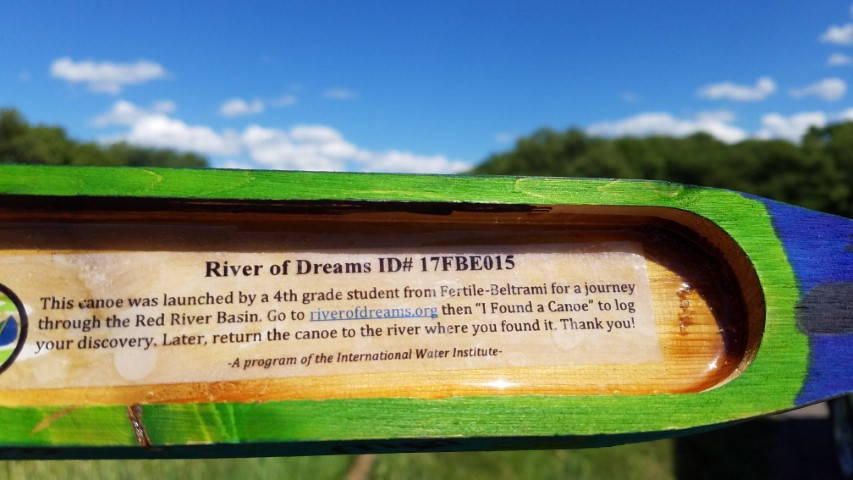 River of Dreams ID# 17FBE015
This canoe was launched by a 4th grade student from Fertile-Beltrami for a journey
through the Red River Basin. Go to riverofdreams.org then "I Found a Canoe" to log
your discovery. Later, return the canoe to the river where you found it. Thank you!
-A program of the International Water Institute-